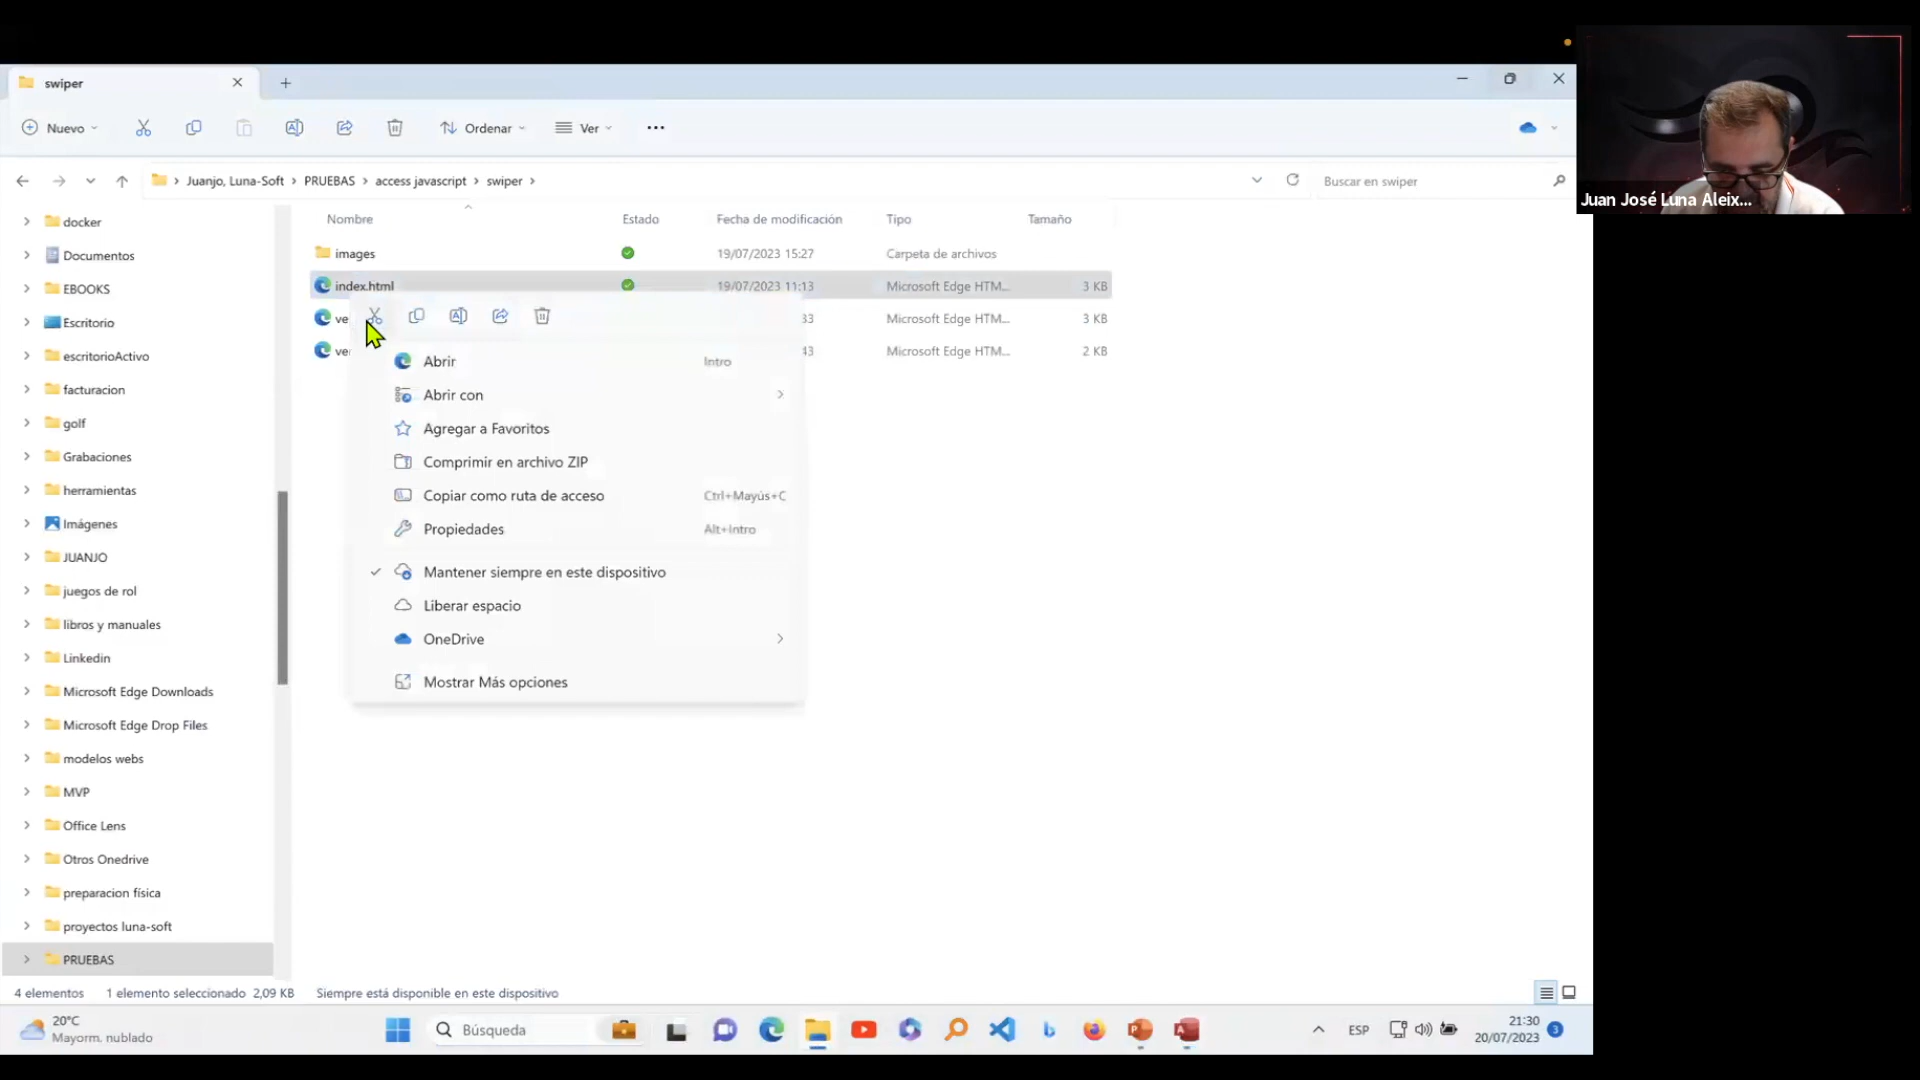 swiper
Nuevo
Ordenar
Ver
Juanjo, Luna-Soft > PRUEBAS > access javascript > swiper >
Buscar en swiper
Juan José Luna Aleix...
Nombre Estado Fecha de modificación Tipo Tamaño
images 19/07/2023 15:27 Carpeta de archivos
index.html 19/07/2023 11:13 Microsoft Edge HTM... 3 KB
ve 33 Microsoft Edge HTM... 3 KB
ve 43 Microsoft Edge HTM... 2 KB
docker
Documentos
EBOOKS
Escritorio
escritorioActivo
facturacion
golf
Grabaciones
herramientas
Imágenes
JUANJO
juegos de rol
libros y manuales
Linkedin
Microsoft Edge Downloads
Microsoft Edge Drop Files
modelos webs
MVP
Office Lens
Otros Onedrive
preparacion física
proyectos luna-soft
PRUEBAS
Abrir Intro
Abrir con
Agregar a Favoritos
Comprimir en archivo ZIP
Copiar como ruta de acceso Ctrl+Mayús+C
Propiedades Alt+Intro
Mantener siempre en este dispositivo
Liberar espacio
OneDrive
Mostrar Más opciones
4 elementos 1 elemento seleccionado 2,09 KB Siempre está disponible en este dispositivo
20°C
Mayorm. nublado
Búsqueda
ESP
21:30
20/07/2023
3